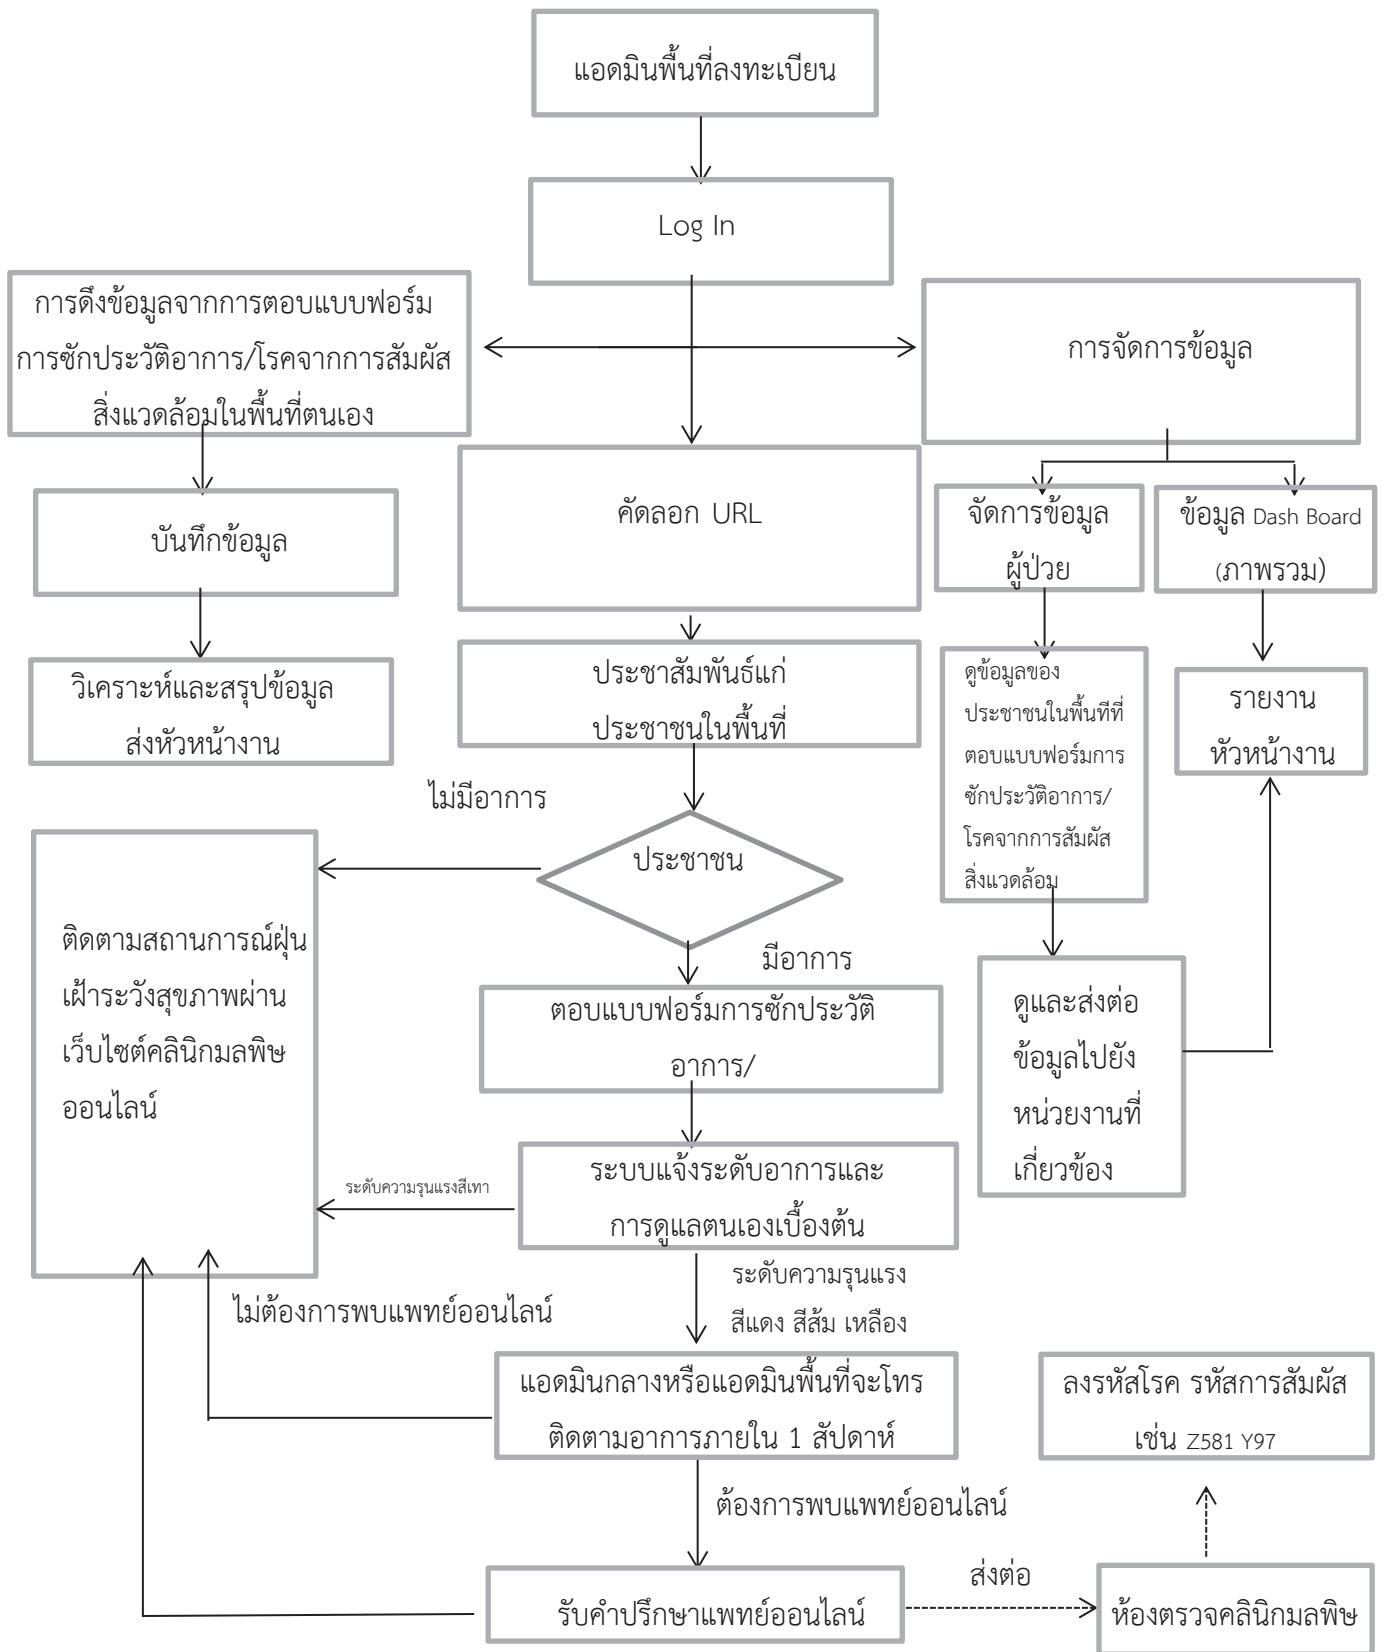 แอดมินพื้นที่ลงทะเบียน
Log In
การดึงข้อมูลจากการตอบแบบฟอร์ม
การซักประวัติอาการ/โรคจากการสัมผัส
สิ่งแวดล้อมในพื้นที่ตนเอง
การจัดการข้อมูล
บันทึกข้อมูล
วิเคราะห์และสรุปข้อมูล
ส่งหัวหน้างาน
คัดลอก URL
จัดการข้อมูล
ผู้ป่วย
ข้อมูล Dash Board
(ภาพรวม)
ประชาสัมพันธ์แก่
ประชาชนในพื้นที่
ดูข้อมูลของ
ประชาชนในพื้นทีที่
ตอบแบบฟอร์มการ
ซักประวัติอาการ/
โรคจากการสัมผัส
สิ่งแวดล้อม
รายงาน
หัวหน้างาน
ไม่มีอาการ
ประชาชน
มีอาการ
ติดตามสถานการณ์ฝุ่น
เฝ้าระวังสุขภาพผ่าน
เว็บไซต์คลินิกมลพิษ
ออนไลน์
ตอบแบบฟอร์มการซักประวัติ
อาการ/
ดูและส่งต่อ
ข้อมูลไปยัง
หน่วยงานที่
เกี่ยวข้อง
ระบบแจ้งระดับอาการและ
การดูแลตนเองเบื้องต้น
ระดับความรุนแรงสีเทา
ระดับความรุนแรง
สีแดง สีส้ม เหลือง
ไม่ต้องการพบแพทย์ออนไลน์
แอดมินกลางหรือแอดมินพื้นที่จะโทร
ติดตามอาการภายใน 1 สัปดาห์
ลงรหัสโรค รหัสการสัมผัส
เช่น Z581 Y97
ต้องการพบแพทย์ออนไลน์
รับคำปรึกษาแพทย์ออนไลน์
ส่งต่อ
ห้องตรวจคลินิกมลพิษ